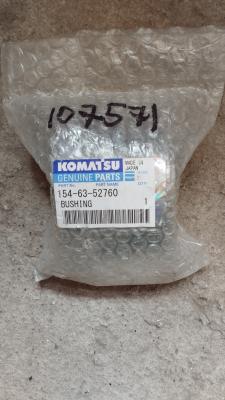 107571
KOMATSU
MADE IN
JAPAN
GENUINE PARTS
PART NO. PART NAME QTY.
154-63-52760
BUSHING 1